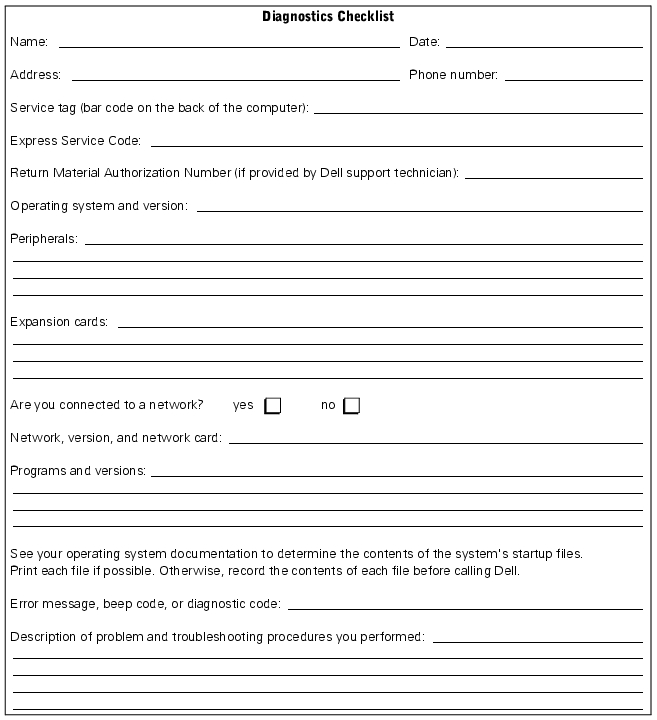 Diagnostics Checklist
Name: Date:
Address: Phone number:
Service tag (bar code on the back of the computer):
Express Service Code:
Return Material Authorization Number (if provided by Dell support technician):
Operating system and version:
Peripherals:
Expansion cards:
Are you connected to a network? yes no
Network, version, and network card:
Programs and versions:
See your operating system documentation to determine the contents of the system's startup files.
Print each file if possible. Otherwise, record the contents of each file before calling Dell.
Error message, beep code, or diagnostic code:
Description of problem and troubleshooting procedures you performed: